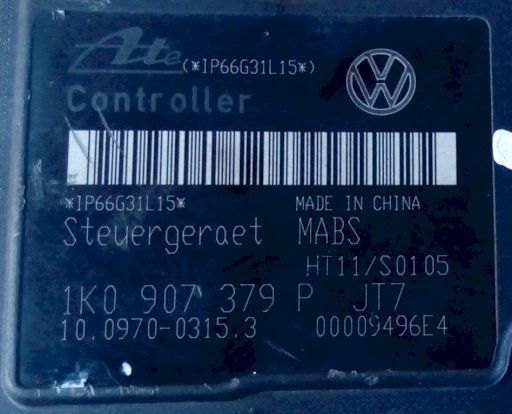 Ate (*IP66G31L15*)
Controller
*IP66G31L15* MADE IN CHINA
Steuergeraet MABS
HT11/S0105
1K0 907 379 P JT7
10.0970-0315.3 00009496E4